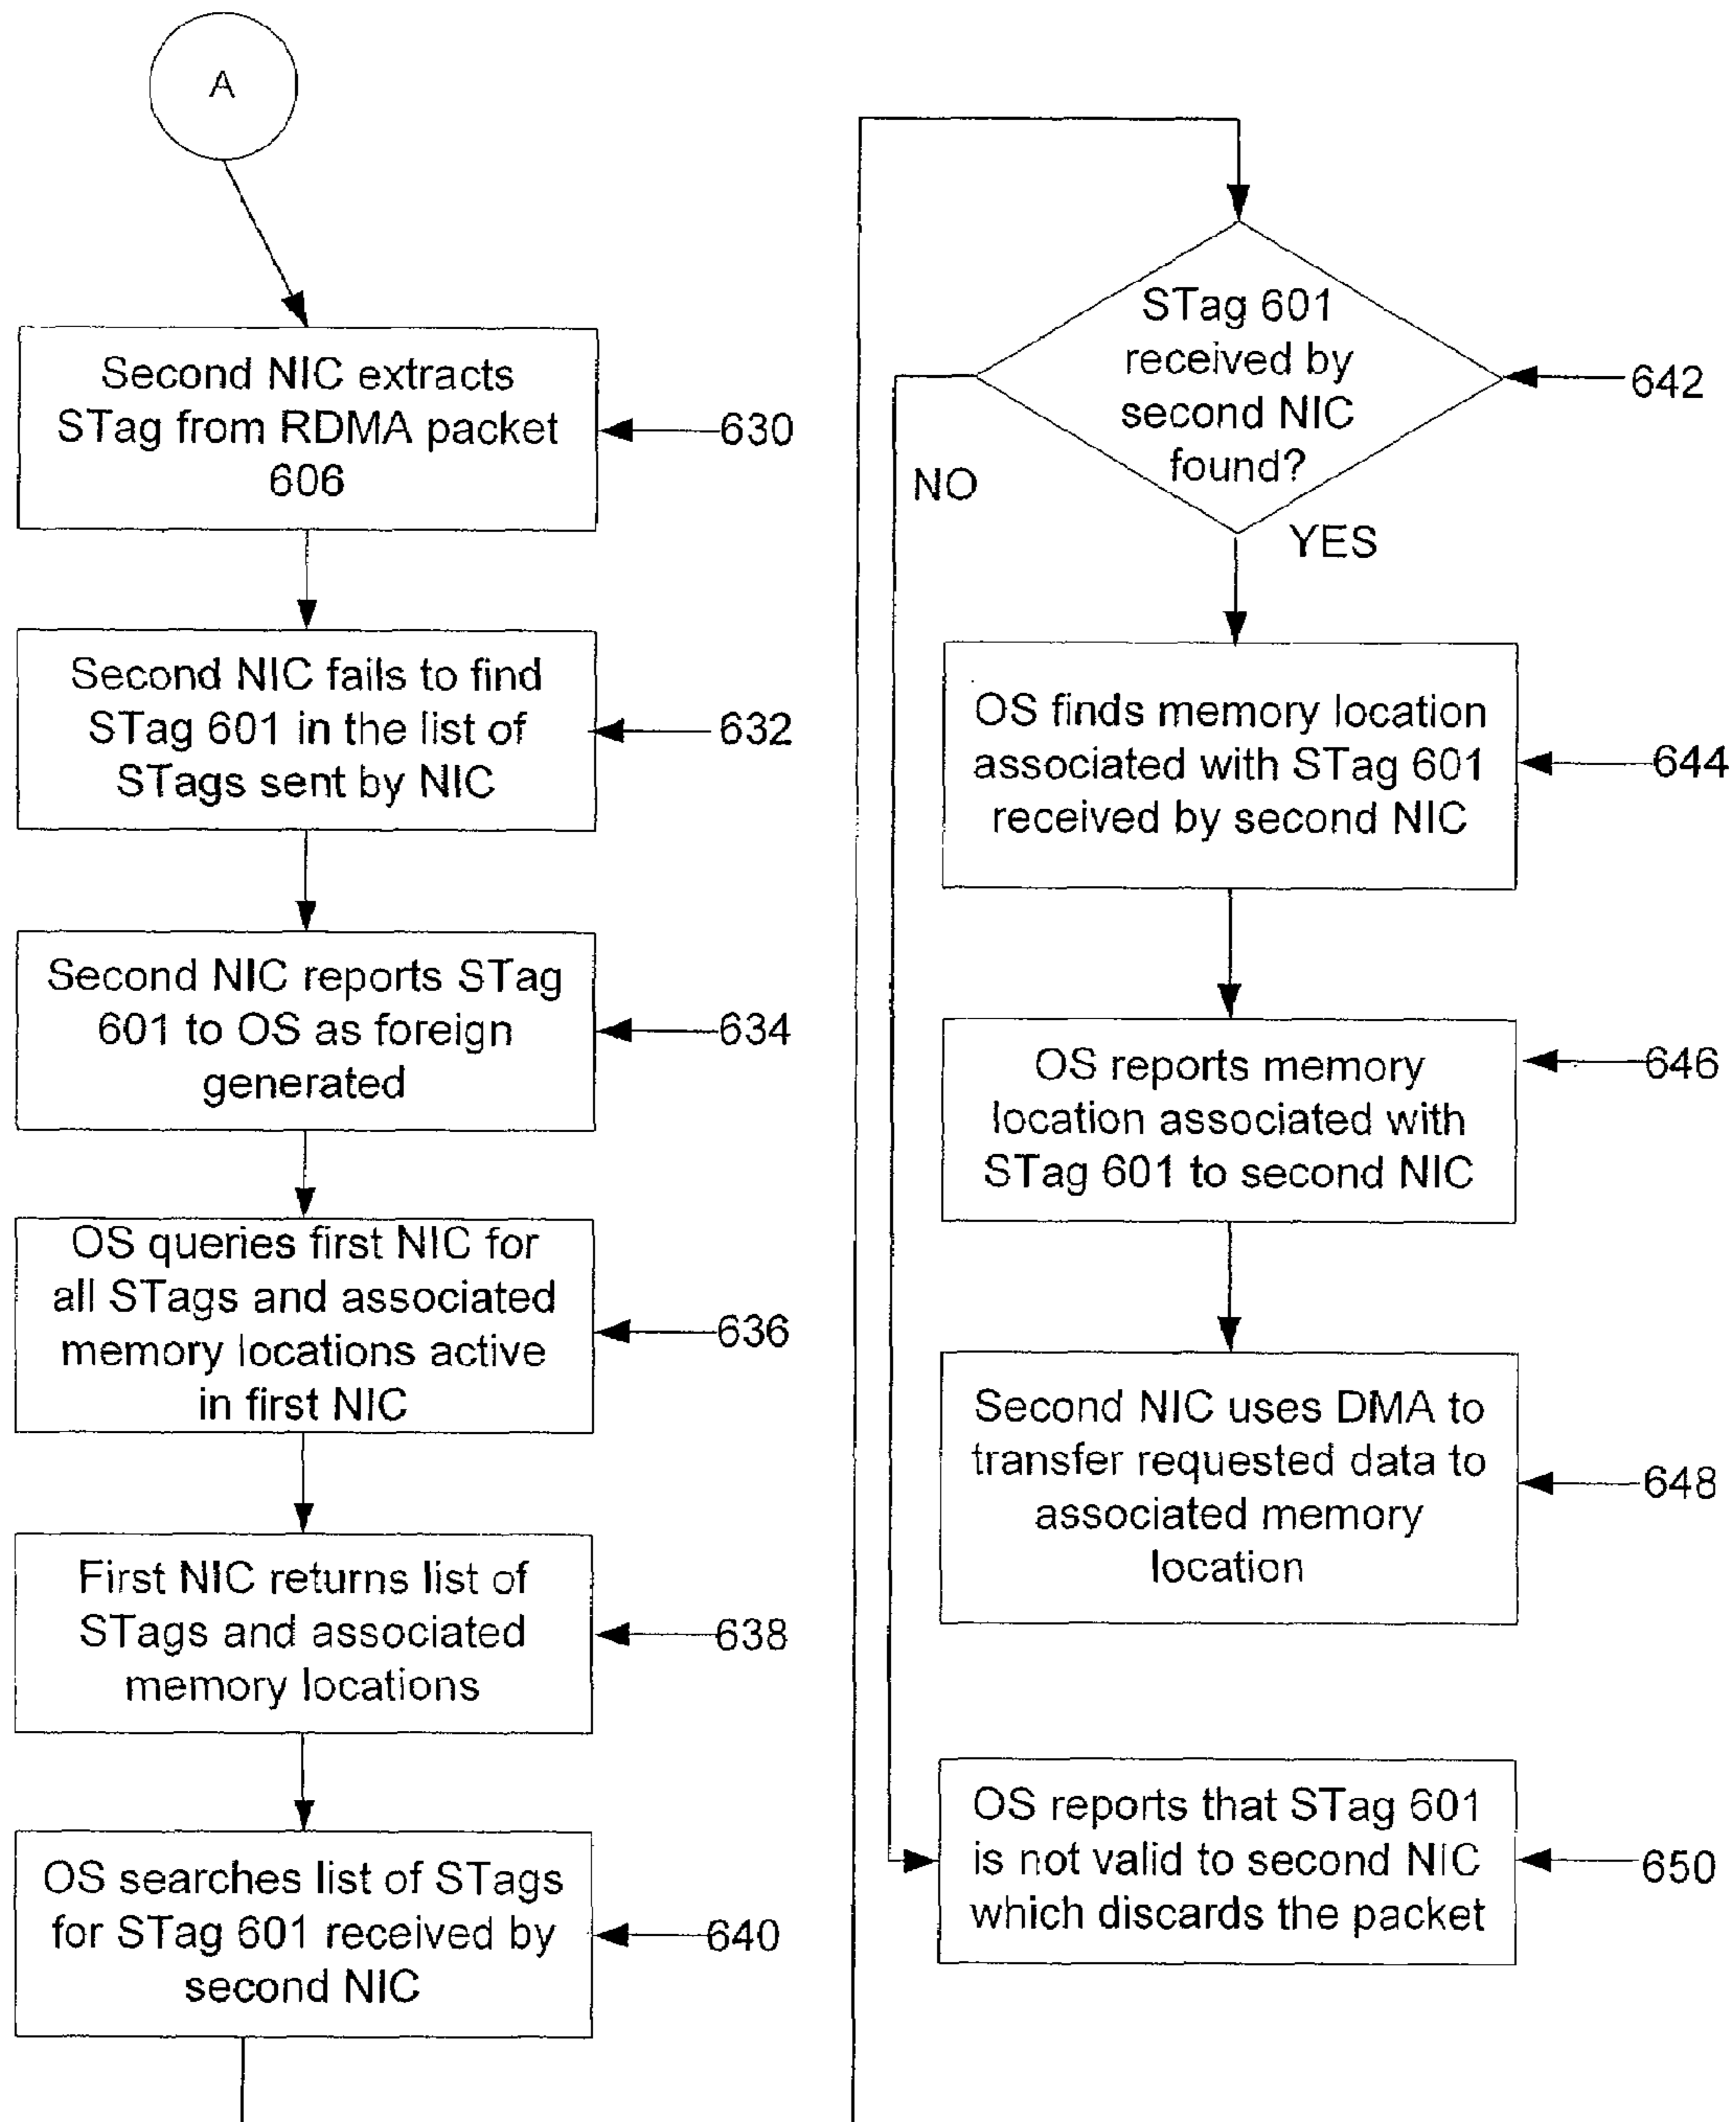 A
Second NIC extracts
STag from RDMA packet
606
630
Second NIC fails to find
STag 601 in the list of
STags sent by NIC
632
Second NIC reports STag
601 to OS as foreign
generated
634
OS queries first NIC for
all STags and associated
memory locations active
in first NIC
636
First NIC returns list of
STags and associated
memory locations
638
OS searches list of STags
for STag 601 received by
second NIC
640
STag 601
received by
second NIC
found?
642
NO
YES
OS finds memory location
associated with STag 601
received by second NIC
644
OS reports memory
location associated with
STag 601 to second NIC
646
Second NIC uses DMA to
transfer requested data to
associated memory
location
648
OS reports that STag 601
is not valid to second NIC
which discards the packet
650